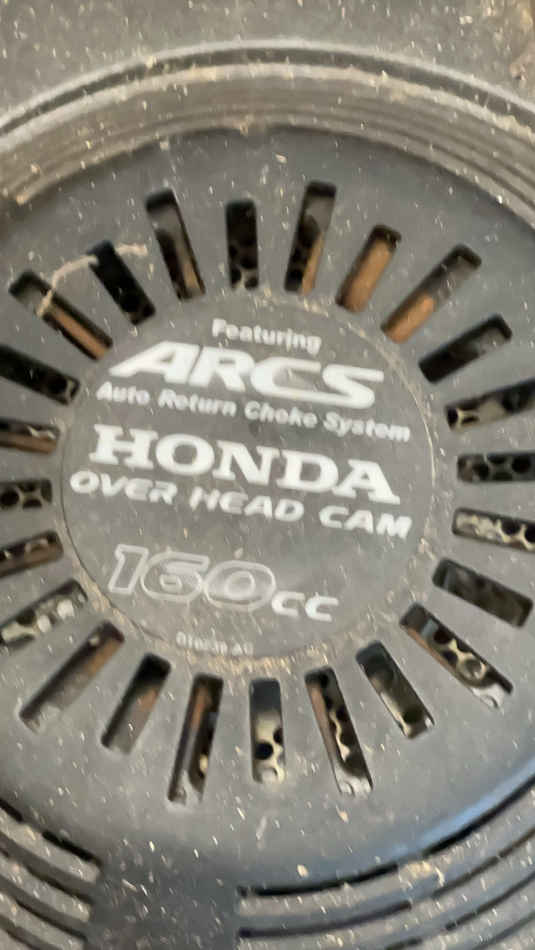 Featuring
ARCS
Auto Return Choke System
HONDA
OVER HEAD CAM
160cc